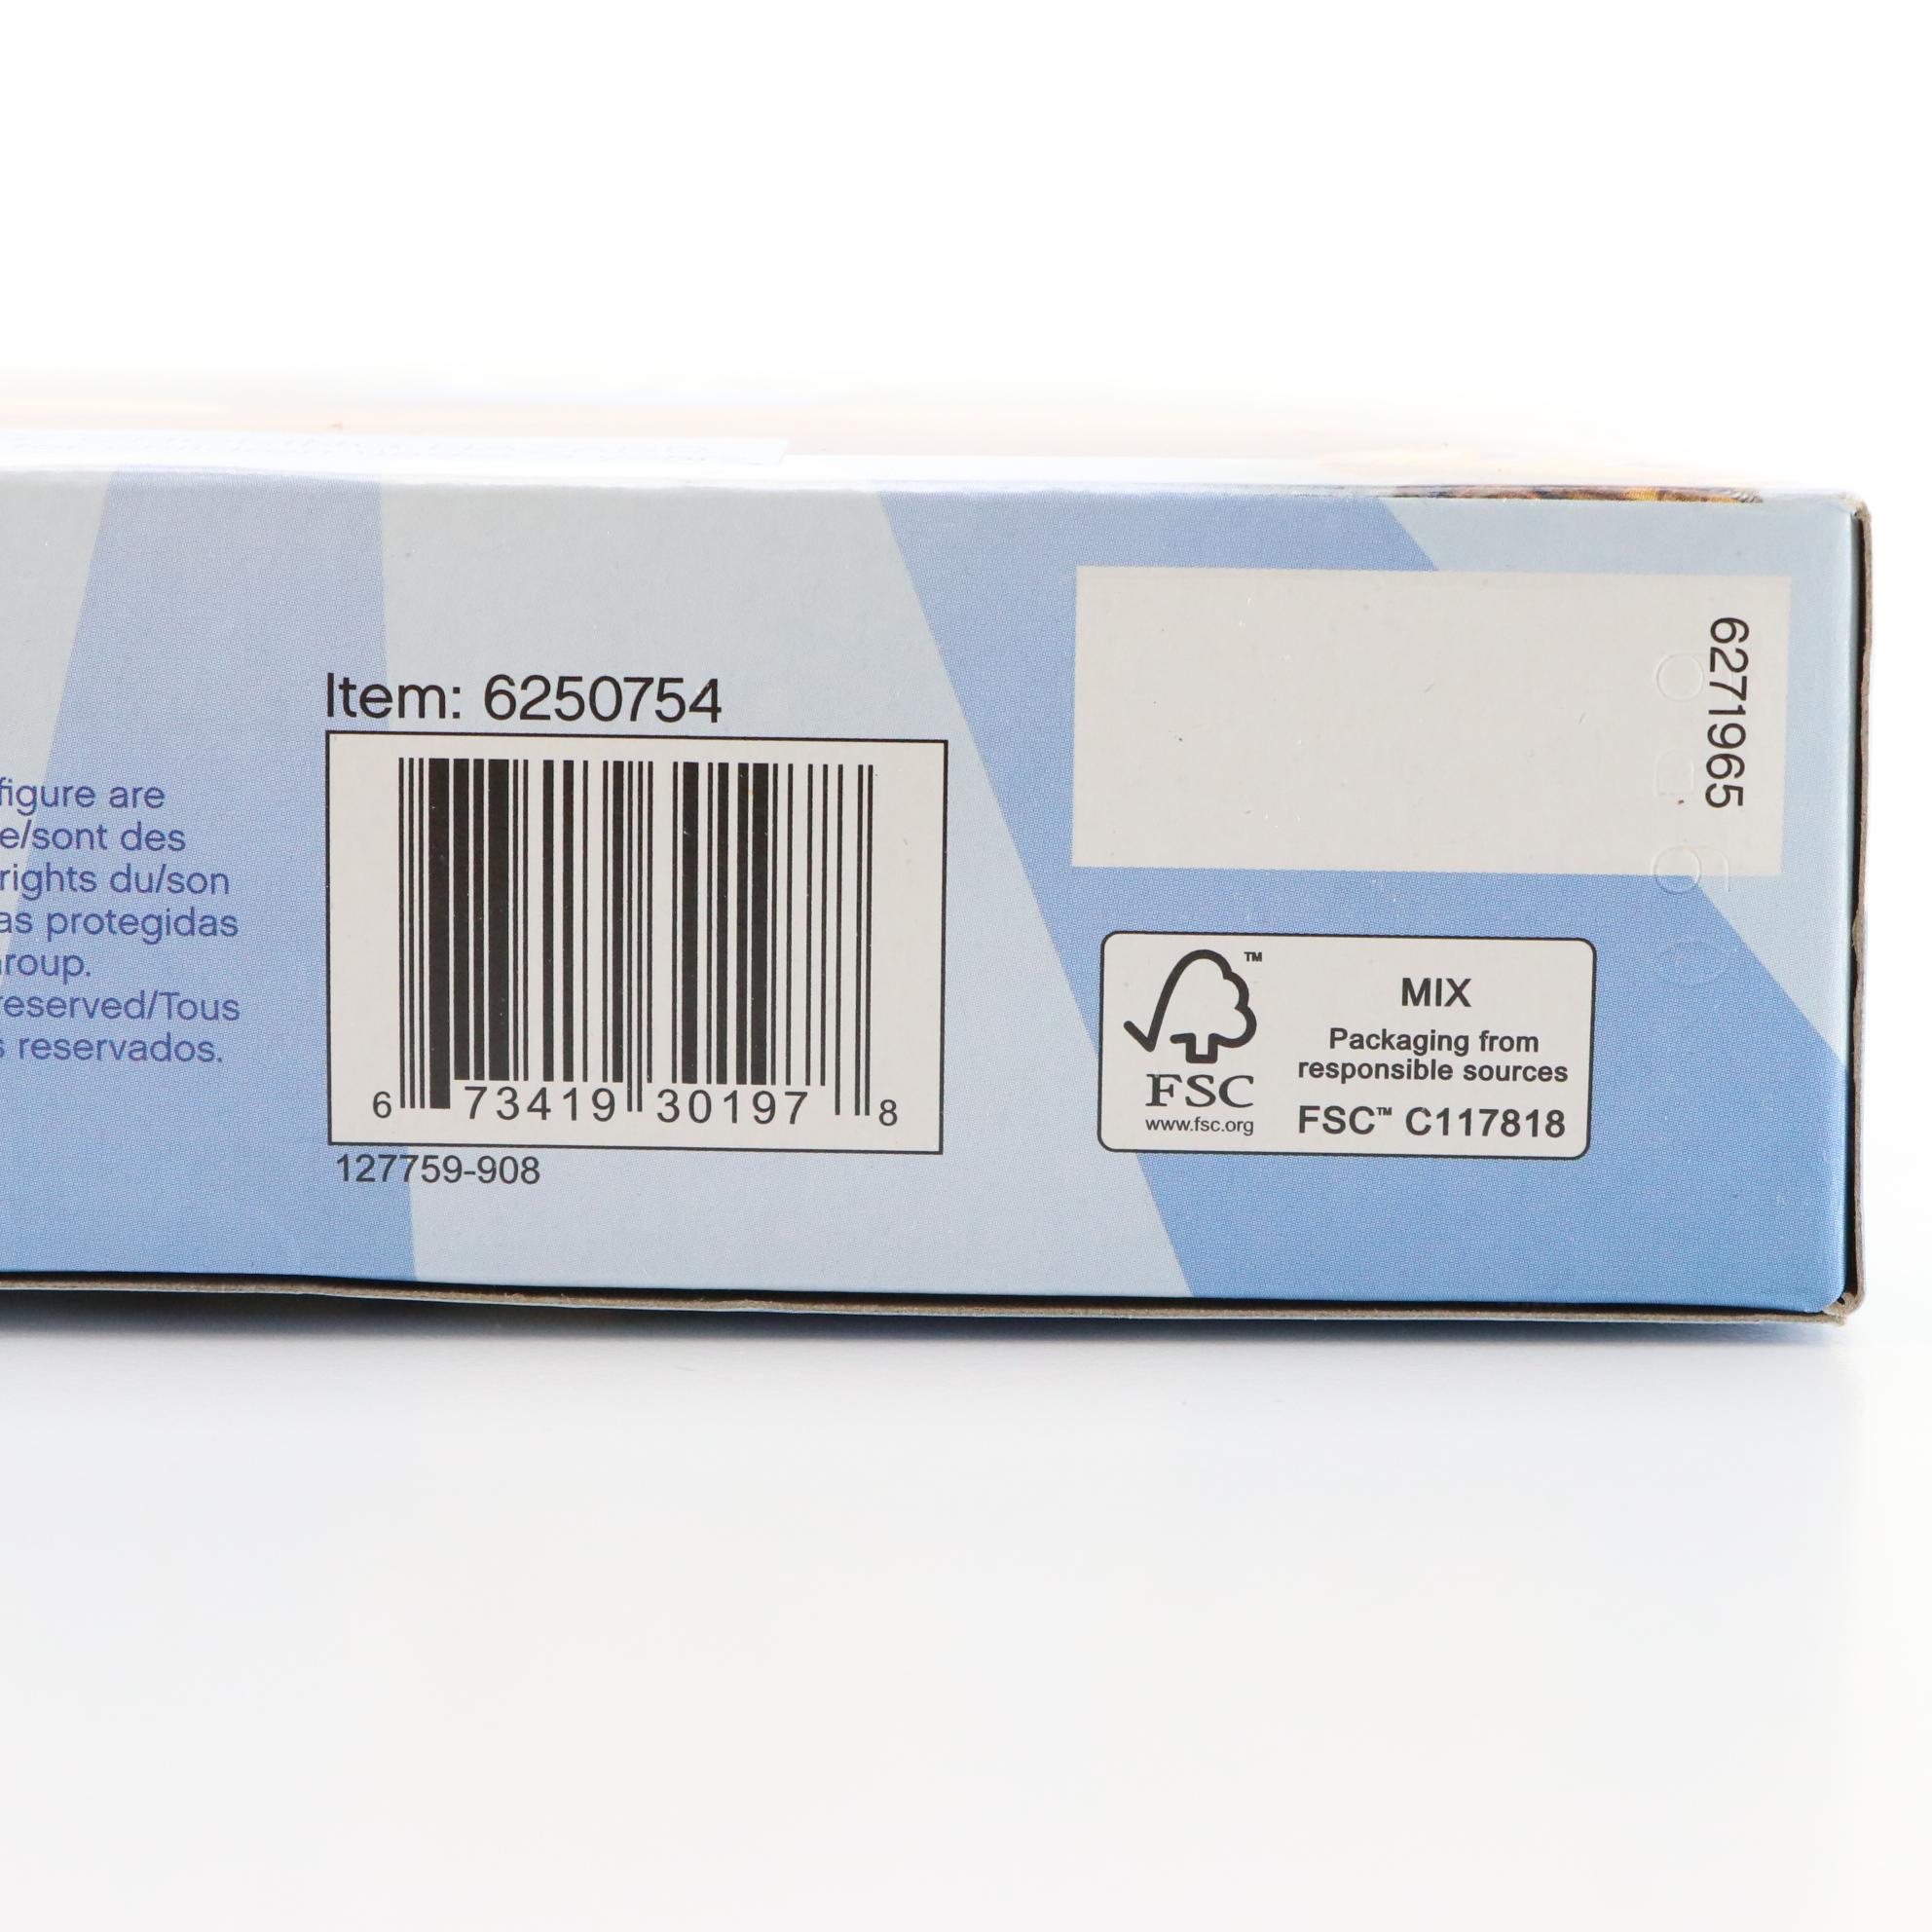 figure are
e/sont des
rights du/son
as protegidas
roup.
reserved/Tous
s reservados.
Item: 6250754
6 73419 30197 8
127759-908
6271965
™
FSC
www.fsc.org
MIX
Packaging from
responsible sources
FSC™ C117818